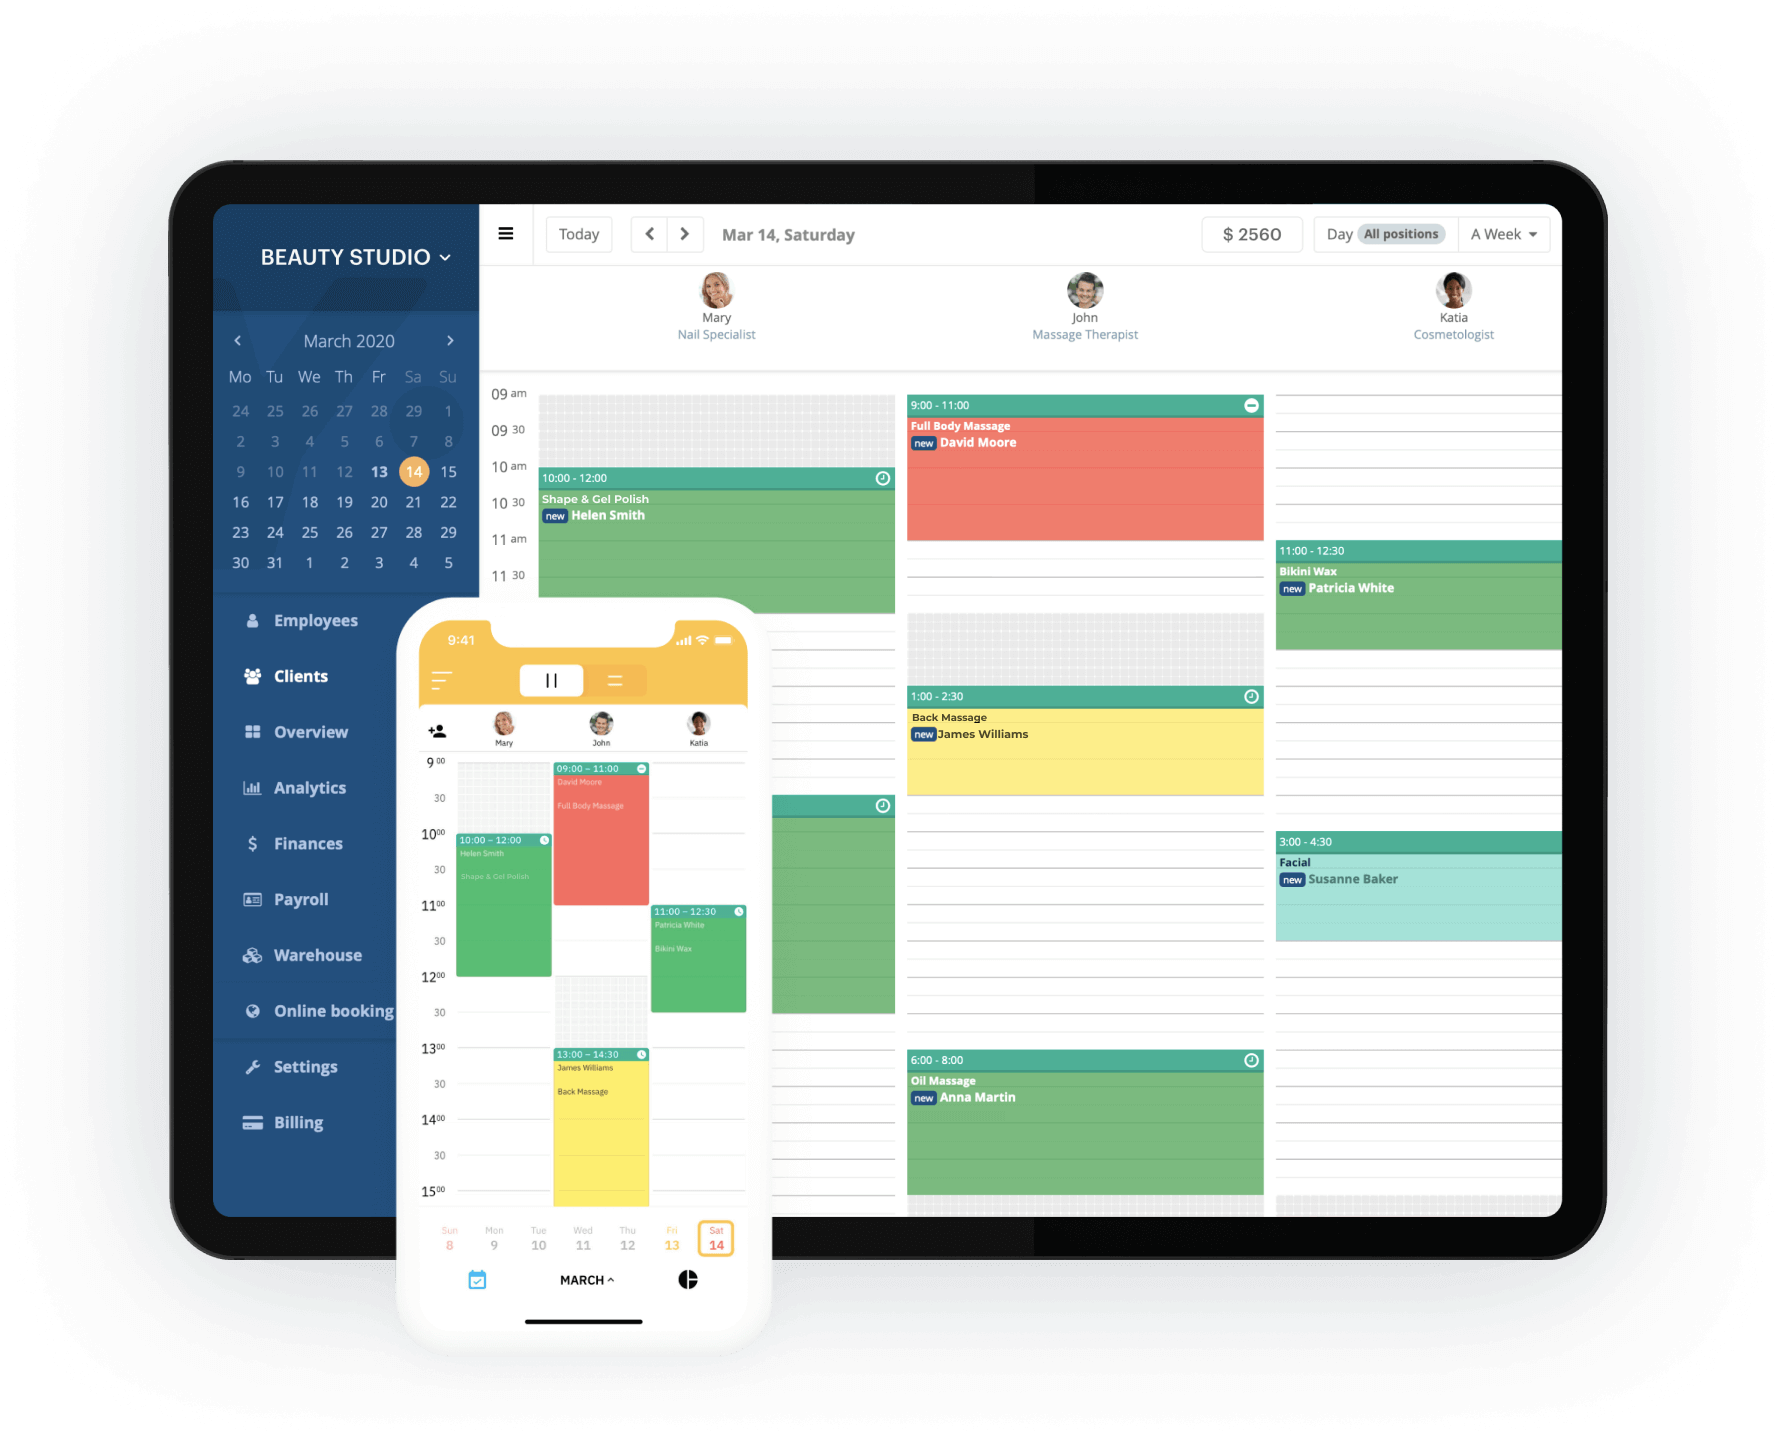 BEAUTY STUDIO
March 2020
Mo Tu We Th Fr Sa Su
24 25 26 27 28 29 1
2 3 4 5 6 7 8
9 10 11 12 13 14 15
16 17 18 19 20 21 22
23 24 25 26 27 28 29
30 31 1 2 3 4 5
Employees
Clients
Overview
Analytics
Finances
Payroll
Warehouse
Online booking
Settings
Billing
Today
Mar 14, Saturday
$ 2560
Day All positions
A Week
Mary
Nail Specialist
John
Massage Therapist
Katia
Cosmetologist
09 am
09 30
10 am
10 30
11 am
11 30
10:00 - 12:00
Shape & Gel Polish
new Helen Smith
9:00 - 11:00
Full Body Massage
new David Moore
1:00 - 2:30
Back Massage
new James Williams
6:00 - 8:00
Oil Massage
new Anna Martin
11:00 - 12:30
Bikini Wax
new Patricia White
3:00 - 4:30
Facial
new Susanne Baker
9:41
Mary
John
Katia
9 00
30
10 00
30
11 00
30
12 00
30
13 00
30
14 00
30
15 00
10:00 – 12:00
Helen Smith
Shape & Gel Polish
09:00 – 11:00
David Moore
Full Body Massage
13:00 – 14:30
James Williams
Back Massage
11:00 – 12:30
Patricia White
Bikini Wax
Sun Mon Tue Wed Thu Fri Sat
8 9 10 11 12 13 14
MARCH